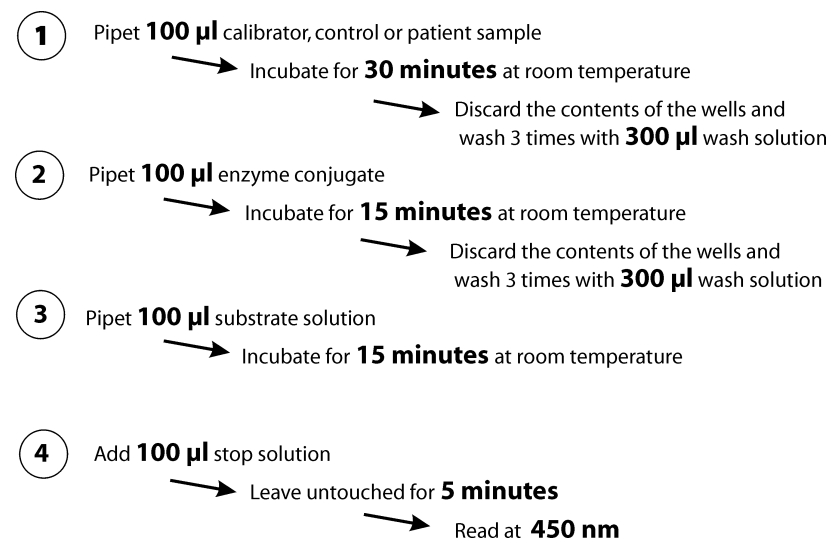 1 Pipet 100 µl calibrator, control or patient sample
Incubate for 30 minutes at room temperature
Discard the contents of the wells and
wash 3 times with 300 µl wash solution
2 Pipet 100 µl enzyme conjugate
Incubate for 15 minutes at room temperature
Discard the contents of the wells and
wash 3 times with 300 µl wash solution
3 Pipet 100 µl substrate solution
Incubate for 15 minutes at room temperature
4 Add 100 µl stop solution
Leave untouched for 5 minutes
Read at 450 nm